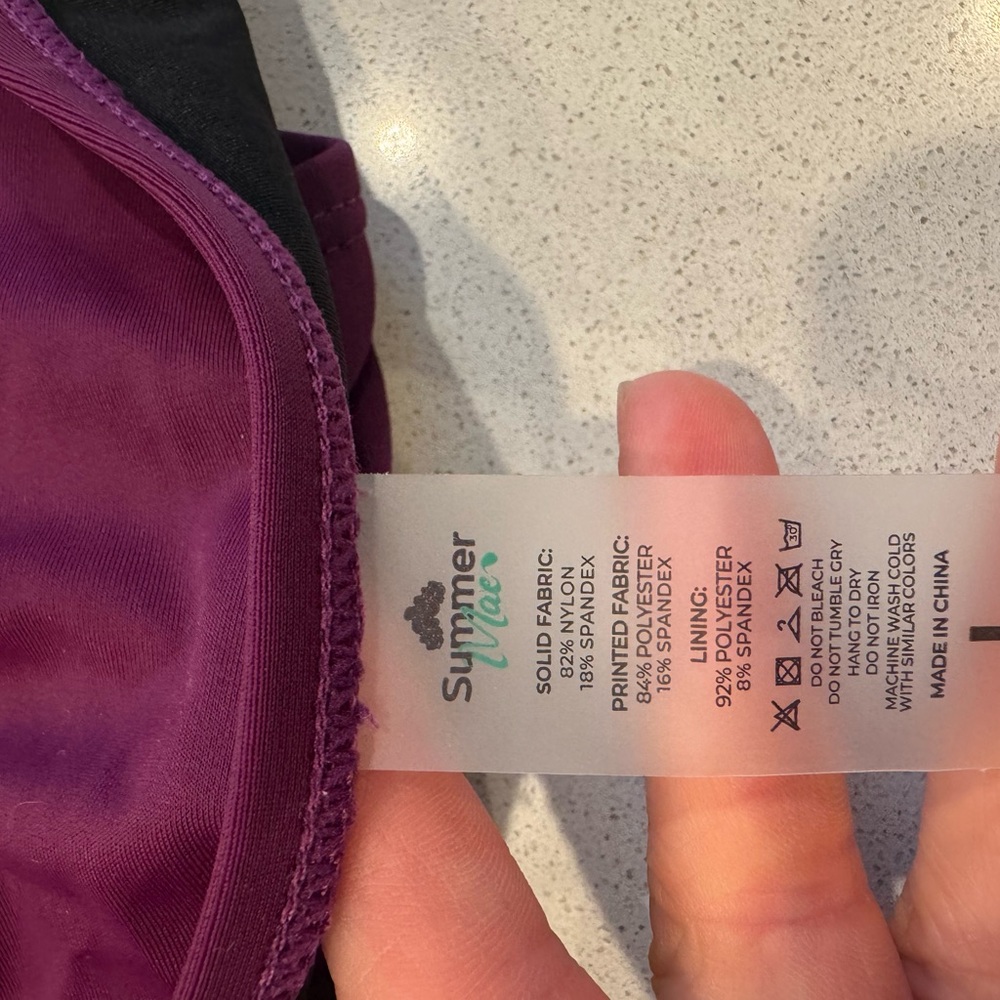 Summer
Mae
SOLID FABRIC:
82% NYLON
18% SPANDEX
PRINTED FABRIC:
84% POLYESTER
16% SPANDEX
LINING:
92% POLYESTER
8% SPANDEX
30°
DO NOT BLEACH
DO NOT TUMBLE GRY
HANG TO DRY
DO NOT IRON
MACHINE WASH COLD
WITH SIMILAR COLORS
MADE IN CHINA